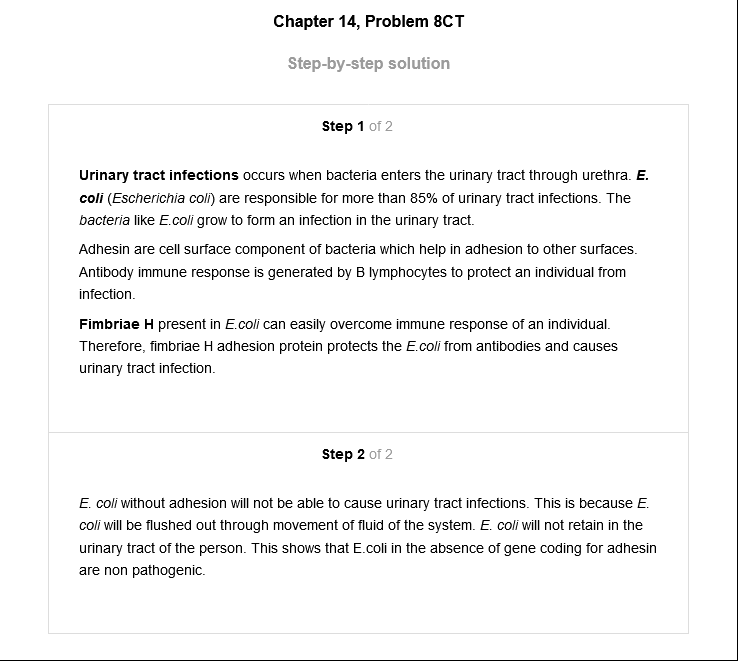 Chapter 14, Problem 8CT
Step-by-step solution
Step 1 of 2
Urinary tract infections occurs when bacteria enters the urinary tract through urethra. E.
coli (Escherichia coli) are responsible for more than 85% of urinary tract infections. The
bacteria like E.coli grow to form an infection in the urinary tract.
Adhesin are cell surface component of bacteria which help in adhesion to other surfaces.
Antibody immune response is generated by B lymphocytes to protect an individual from
infection.
Fimbriae H present in E.coli can easily overcome immune response of an individual.
Therefore, fimbriae H adhesion protein protects the E.coli from antibodies and causes
urinary tract infection.
Step 2 of 2
E. coli without adhesion will not be able to cause urinary tract infections. This is because E.
coli will be flushed out through movement of fluid of the system. E. coli will not retain in the
urinary tract of the person. This shows that E.coli in the absence of gene coding for adhesin
are non pathogenic.